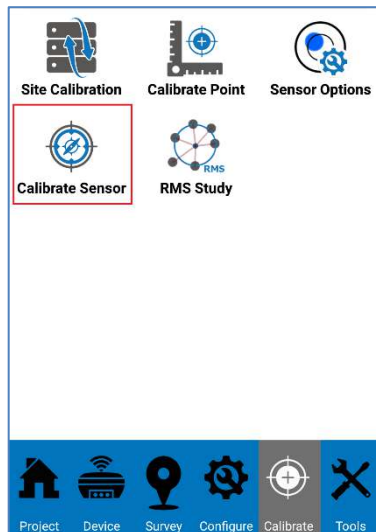 Site Calibration Calibrate Point Sensor Options
RMS
Calibrate Sensor RMS Study
Project Device Survey Configure Calibrate Tools